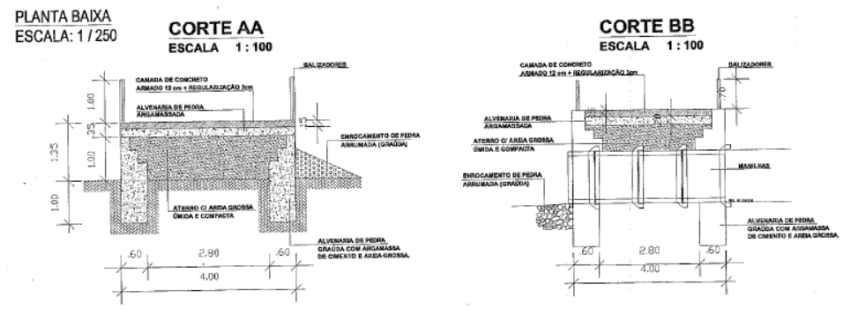 PLANTA BAIXA
ESCALA: 1 / 250
CORTE AA
ESCALA 1 : 100
BALIZADORES
CAMADA DE CONCRETO
ARMADO 12 cm + REGULARIZAÇÃO 3cm
ALVENARIA DE PEDRA
ARGAMASSADA
ENROCAMENTO DE PEDRA
ARRUMADA (GRAÚDA)
1.00
.35
1.35
1.00
1.00
ATERRO C/ AREIA GROSSA
ÚMIDA E COMPACTA
ALVENARIA DE PEDRA
GRAÚDA COM ARGAMASSA
DE CIMENTO E AREIA GROSSA.
.60
2.80
.60
4.00
CORTE BB
ESCALA 1 : 100
CAMADA DE CONCRETO
ARMADO 12 cm + REGULARIZAÇÃO 3cm
BALIZADORES
.70
ALVENARIA DE PEDRA
ARGAMASSADA
ATERRO C/ AREIA GROSSA
ÚMIDA E COMPACTA
ENROCAMENTO DE PEDRA
ARRUMADA (GRAÚDA)
MANILHAS
ALVENARIA DE PEDRA
GRAÚDA COM ARGAMASSA
DE CIMENTO E AREIA GROSSA.
.60
2.80
.60
4.00